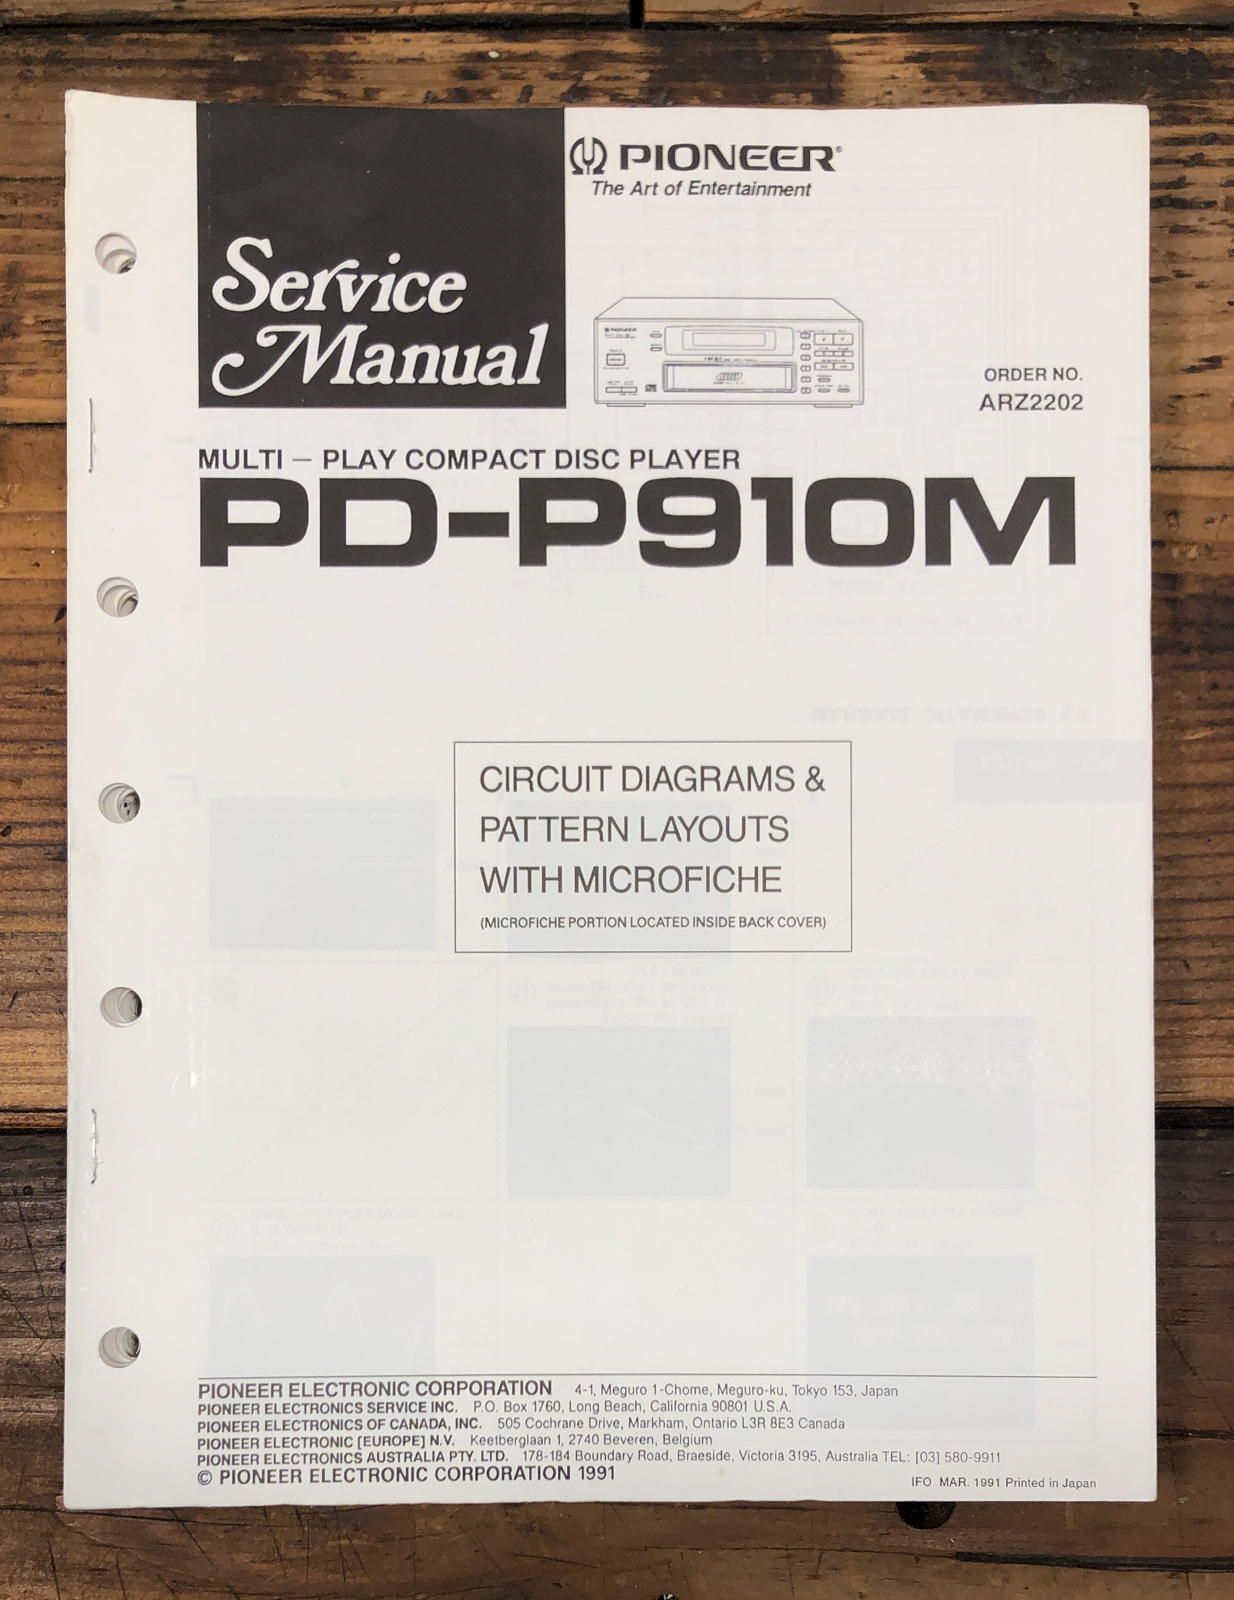 PIONEER®
The Art of Entertainment
Service
Manual
PIONEER
ORDER NO.
ARZ2202
MULTI – PLAY COMPACT DISC PLAYER
PD-P910M
CIRCUIT DIAGRAMS &
PATTERN LAYOUTS
WITH MICROFICHE
(MICROFICHE PORTION LOCATED INSIDE BACK COVER)
PIONEER ELECTRONIC CORPORATION 4-1, Meguro 1-Chome, Meguro-ku, Tokyo 153, Japan
PIONEER ELECTRONICS SERVICE INC. P.O. Box 1760, Long Beach, California 90801 U.S.A.
PIONEER ELECTRONICS OF CANADA, INC. 505 Cochrane Drive, Markham, Ontario L3R 8E3 Canada
PIONEER ELECTRONIC [EUROPE] N.V. Keetberglaan 1, 2740 Beveren, Belgium
PIONEER ELECTRONICS AUSTRALIA PTY. LTD. 178-184 Boundary Road, Braeside, Victoria 3195, Australia TEL: [03] 580-9911
© PIONEER ELECTRONIC CORPORATION 1991
IFO MAR. 1991 Printed in Japan